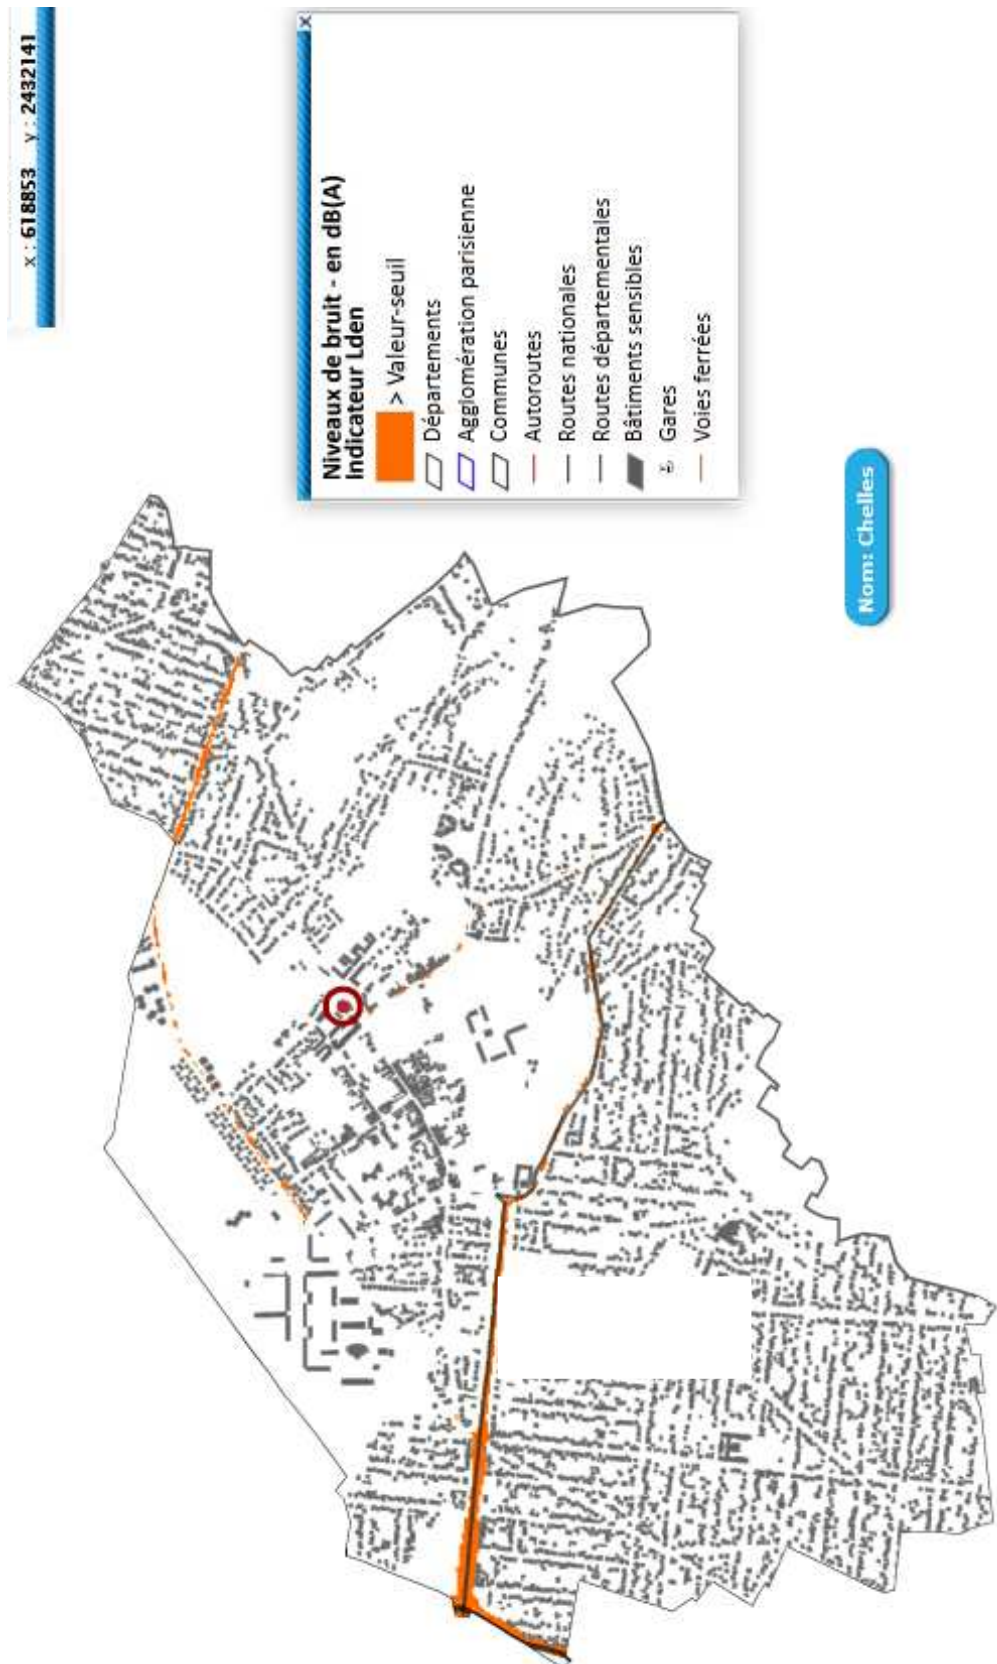 x : 618853 y : 2432141
x
Niveaux de bruit - en dB(A)
Indicateur Lden
> Valeur-seuil
Départements
Agglomération parisienne
Communes
Autoroutes
Routes nationales
Routes départementales
Bâtiments sensibles
Gares
Voies ferrées
Nom: Chelles